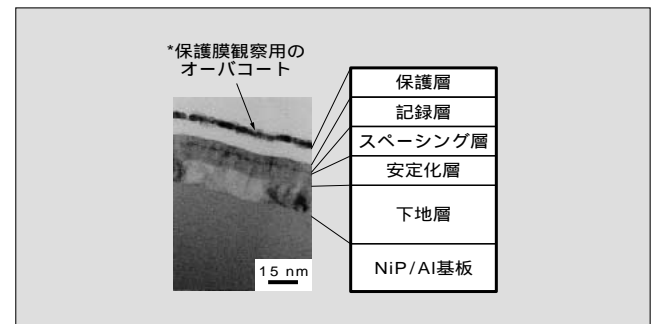 *保護膜観察用の
オーバコート
保護層
記録層
スペーシング層
安定化層
下地層
NiP/Al基板
15 nm